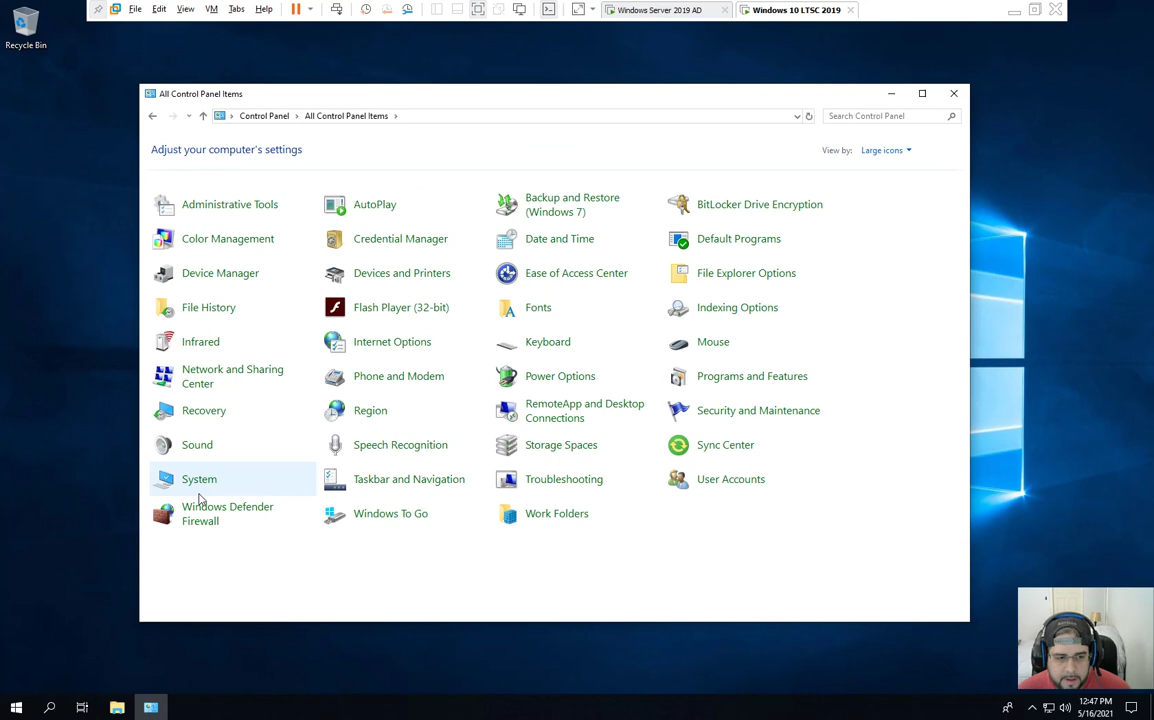 File Edit View VM Tabs Help Windows Server 2019 AD Windows 10 LTSC 2019
Recycle Bin
All Control Panel Items
Control Panel All Control Panel Items Search Control Panel
Adjust your computer's settings View by: Large icons
Administrative Tools AutoPlay Backup and Restore (Windows 7) BitLocker Drive Encryption
Color Management Credential Manager Date and Time Default Programs
Device Manager Devices and Printers Ease of Access Center File Explorer Options
File History Flash Player (32-bit) Fonts Indexing Options
Infrared Internet Options Keyboard Mouse
Network and Sharing Center Phone and Modem Power Options Programs and Features
Recovery Region RemoteApp and Desktop Connections Security and Maintenance
Sound Speech Recognition Storage Spaces Sync Center
System Taskbar and Navigation Troubleshooting User Accounts
Windows Defender Firewall Windows To Go Work Folders
12:47 PM
5/16/2021